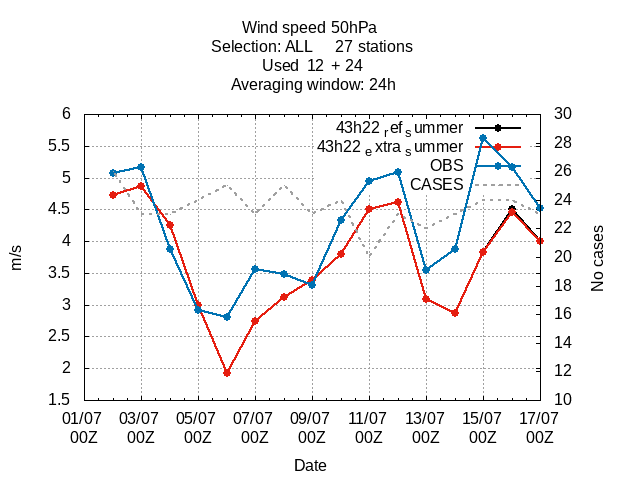 Wind speed 50hPa
Selection: ALL 27 stations
Used 12 + 24
Averaging window: 24h
43h22 ref summer
43h22 extra summer
OBS
CASES
m/s
6
5.5
5
4.5
4
3.5
3
2.5
2
1.5
No cases
30
28
26
24
22
20
18
16
14
12
10
01/07 03/07 05/07 07/07 09/07 11/07 13/07 15/07 17/07
00Z 00Z 00Z 00Z 00Z 00Z 00Z 00Z 00Z
Date